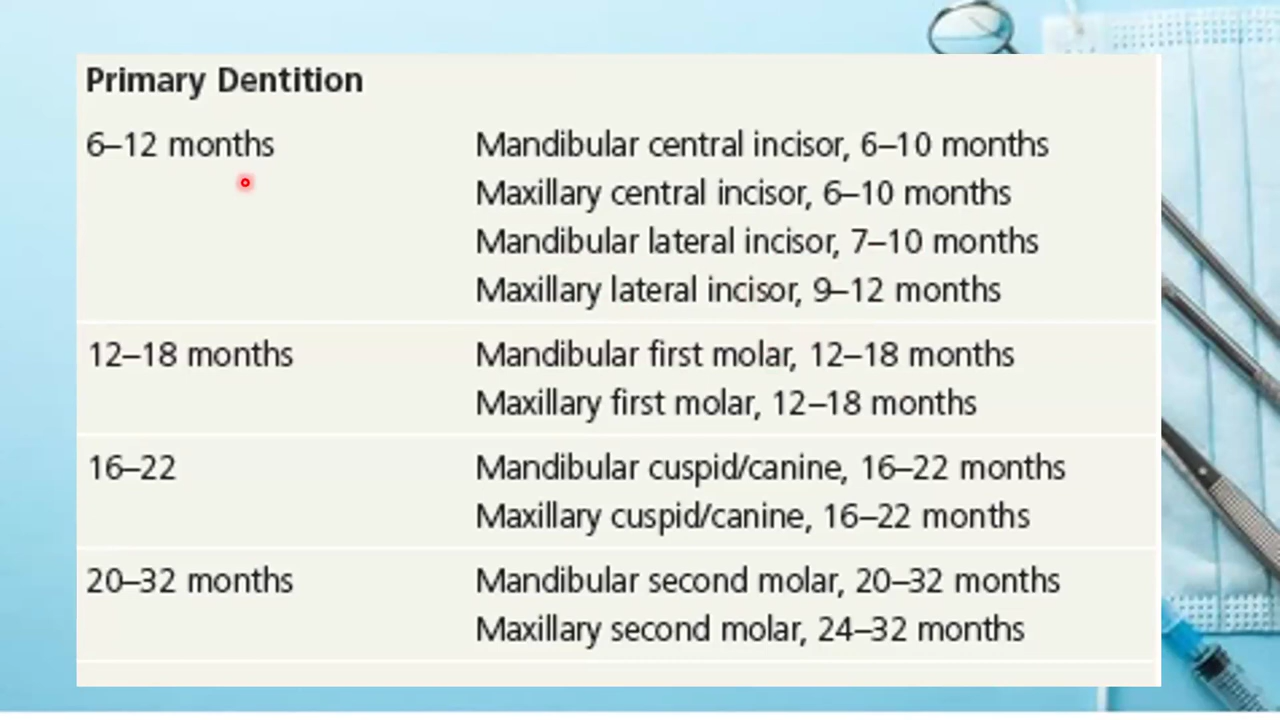 Primary Dentition
6–12 months
Mandibular central incisor, 6–10 months
Maxillary central incisor, 6–10 months
Mandibular lateral incisor, 7–10 months
Maxillary lateral incisor, 9–12 months
12–18 months
Mandibular first molar, 12–18 months
Maxillary first molar, 12–18 months
16–22
Mandibular cuspid/canine, 16–22 months
Maxillary cuspid/canine, 16–22 months
20–32 months
Mandibular second molar, 20–32 months
Maxillary second molar, 24–32 months